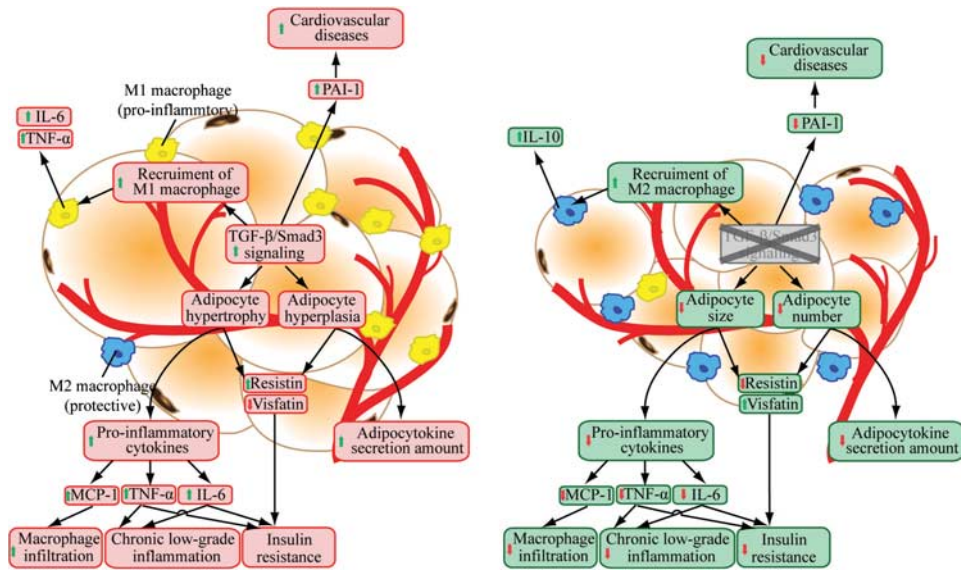 Cardiovascular
diseases
PAI-1
M1 macrophage
(pro-inflammtory)
IL-6
TNF-α
Recruiment of
M1 macrophage
TGF-β/Smad3
signaling
Adipocyte
hypertrophy
Adipocyte
hyperplasia
M2 macrophage
(protective)
Resistin
Visfatin
Pro-inflammatory
cytokines
Adipocytokine
secretion amount
MCP-1
TNF-α
IL-6
Macrophage
infiltration
Chronic low-grade
inflammation
Insulin
resistance
Cardiovascular
diseases
PAI-1
IL-10
Recruiment of
M2 macrophage
TGF-β/Smad3
signaling
Adipocyte
size
Adipocyte
number
Resistin
Visfatin
Pro-inflammatory
cytokines
Adipocytokine
secretion amount
MCP-1
TNF-α
IL-6
Macrophage
infiltration
Chronic low-grade
inflammation
Insulin
resistance